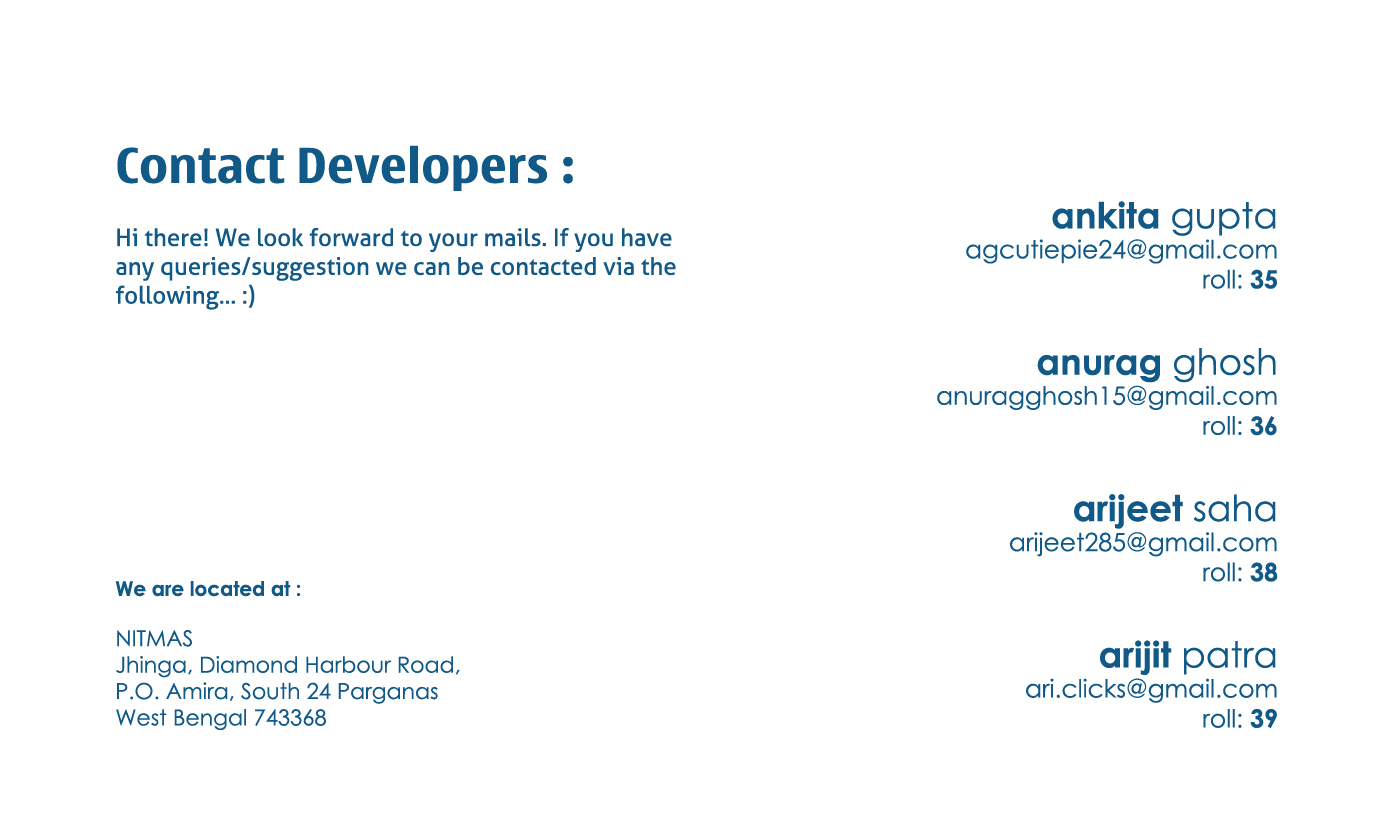 Contact Developers :
Hi there! We look forward to your mails. If you have
any queries/suggestion we can be contacted via the
following... :)
We are located at :
NITMAS
Jhinga, Diamond Harbour Road,
P.O. Amira, South 24 Parganas
West Bengal 743368
ankita gupta
agcutiepie24@gmail.com
roll: 35
anurag ghosh
anuragghosh15@gmail.com
roll: 36
arijeet saha
arijeet285@gmail.com
roll: 38
arijit patra
ari.clicks@gmail.com
roll: 39